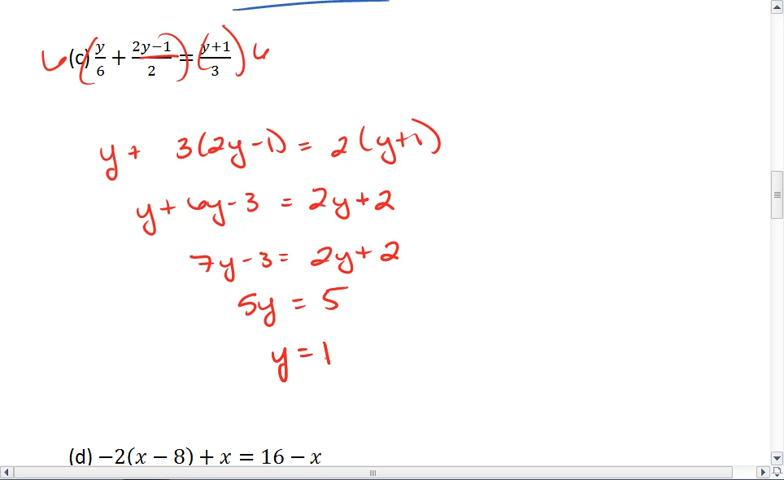 6 (c) ( y/6 + (2y−1)/2 ) = ( (y+1)/3 ) 6
y + 3(2y-1) = 2(y+1)
y + 6y - 3 = 2y + 2
7y - 3 = 2y + 2
5y = 5
y = 1
(d) −2(x − 8) + x = 16 − x